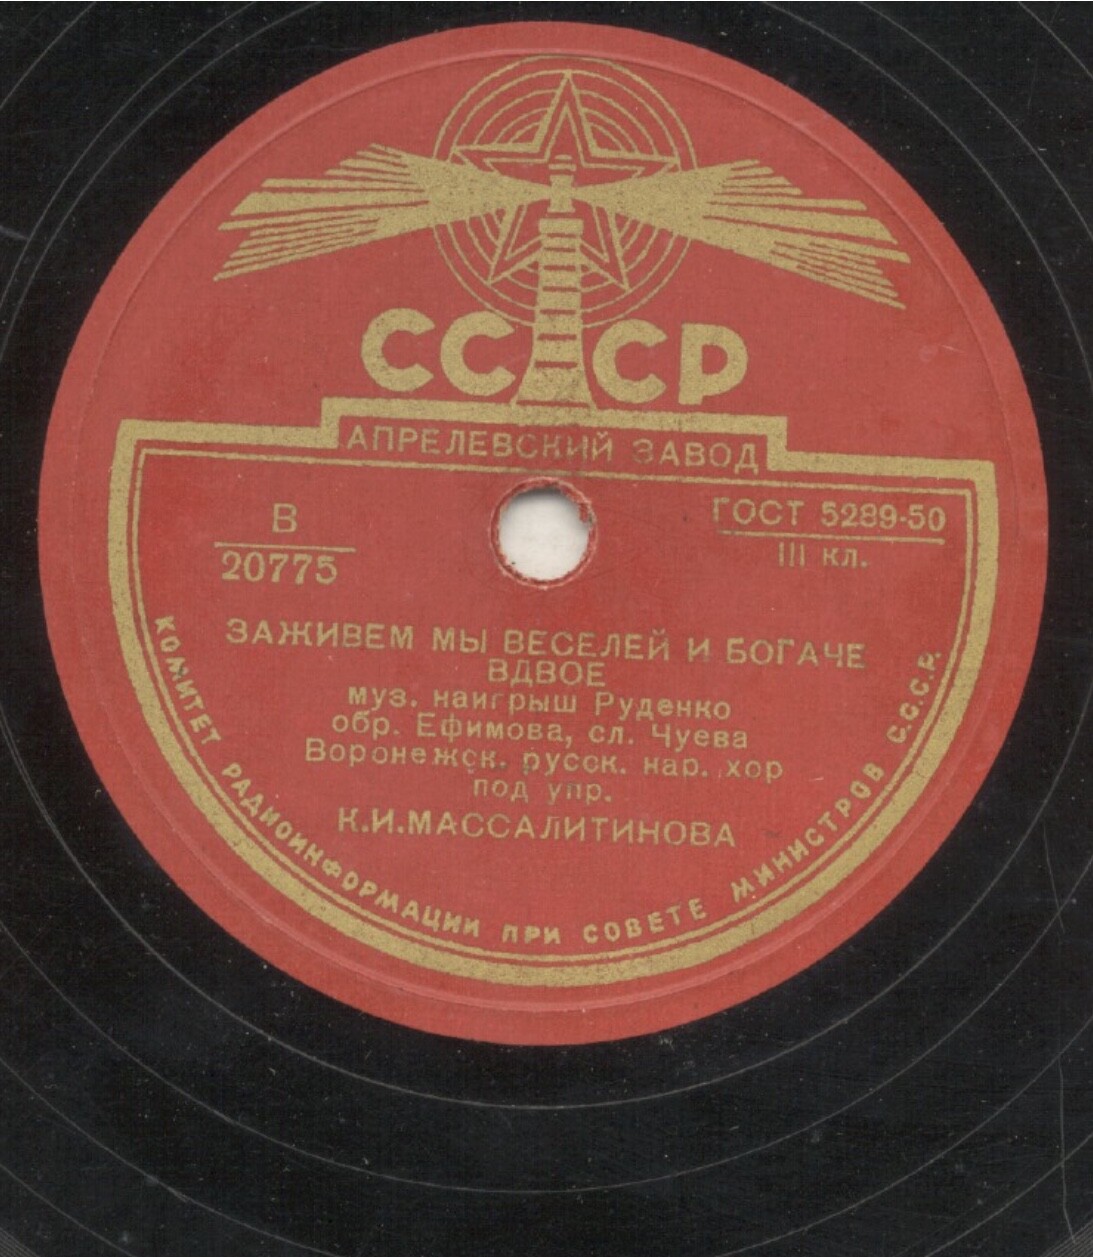 СССР
АПРЕЛЕВСКИЙ ЗАВОД
В
20775
ГОСТ 5289-50
III кл.
ЗАЖИВЕМ МЫ ВЕСЕЛЕЙ И БОГАЧЕ
ВДВОЕ
муз. наигрыш Руденко
обр. Ефимова, сл. Чуева
Воронежск. русск. нар. хор
под упр.
К.И.МАССАЛИТИНОВА
КОМИТЕТ РАДИОИНФОРМАЦИИ ПРИ СОВЕТЕ МИНИСТРОВ С.С.С.Р.